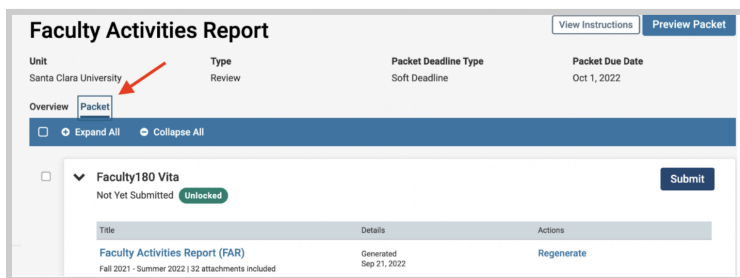 Faculty Activities Report
View Instructions
Preview Packet
Unit Type Packet Deadline Type Packet Due Date
Santa Clara University Review Soft Deadline Oct 1, 2022
Overview Packet
Expand All Collapse All
Faculty180 Vita
Submit
Not Yet Submitted Unlocked
Title Details Actions
Faculty Activities Report (FAR) Generated Regenerate
Sep 21, 2022
Fall 2021 - Summer 2022 | 32 attachments included